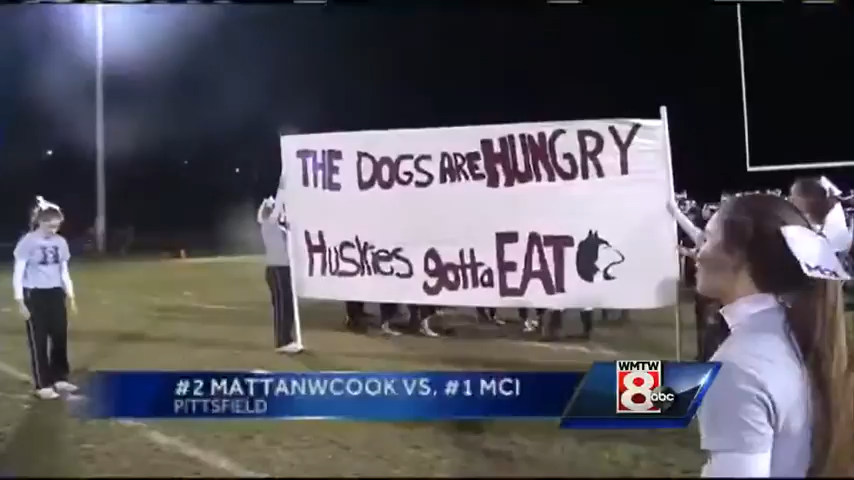 THE DOGS ARE HUNGRY
HUSKIES gotta EAT
#2 MATTANWCOOK VS. #1 MCI
PITTSFIELD
WMTW
8 abc